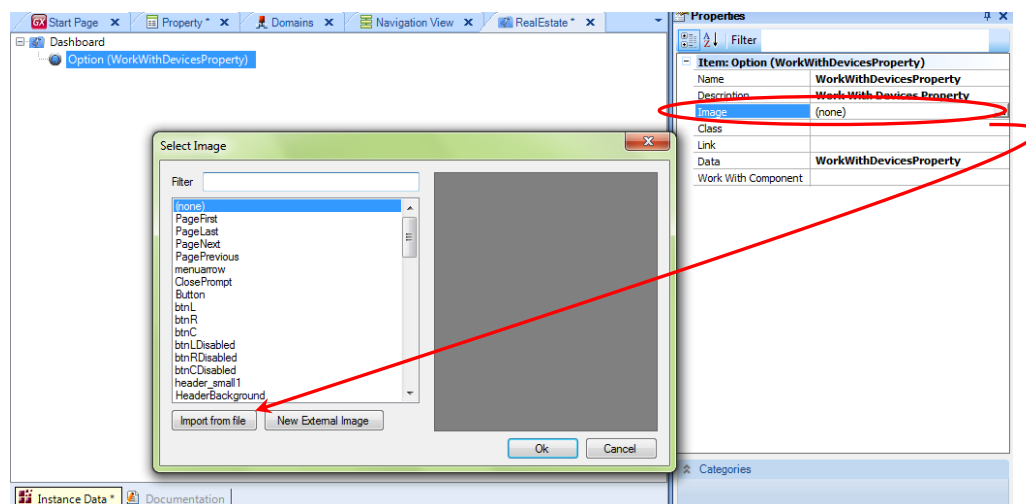 Start Page x Property * x Domains x Navigation View x RealEstate * x
Dashboard
Option (WorkWithDevicesProperty)
Select Image
Filter
(none)
PageFirst
PageLast
PageNext
PagePrevious
menuarrow
ClosePrompt
Button
btnL
btnR
btnC
btnLDisabled
btnRDisabled
btnCDisabled
header_small1
HeaderBackground
Import from file New External Image
Ok Cancel
Instance Data * Documentation
Properties
Filter
Item: Option (WorkWithDevicesProperty)
Name WorkWithDevicesProperty
Description Work With Devices Property
Image (none)
Class
Link
Data WorkWithDevicesProperty
Work With Component
Categories